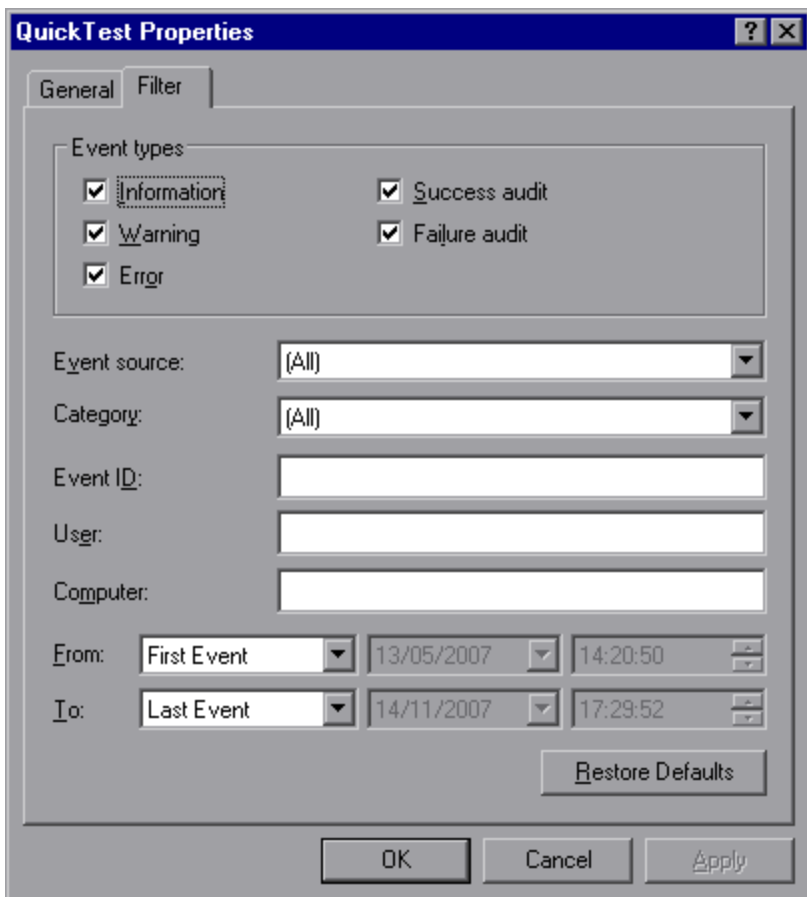 QuickTest Properties
General Filter
Event types
Information Success audit
Warning Failure audit
Error
Event source: (All)
Category: (All)
Event ID:
User:
Computer:
From: First Event 13/05/2007 14:20:50
To: Last Event 14/11/2007 17:29:52
Restore Defaults
OK Cancel Apply